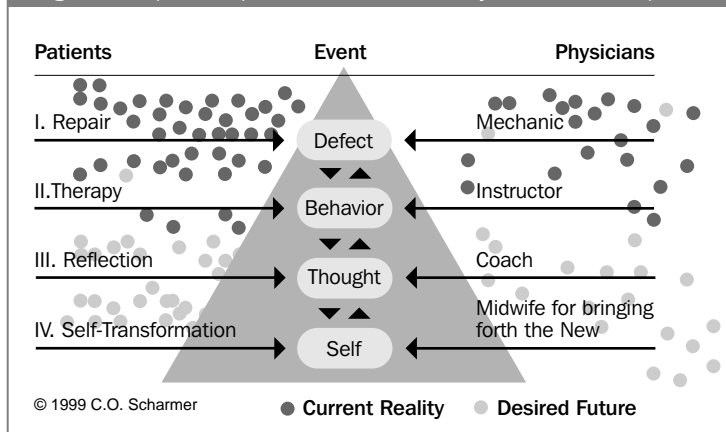 Patients Event Physicians
I. Repair Defect Mechanic
II.Therapy Behavior Instructor
III. Reflection Thought Coach
Midwife for bringing
IV. Self-Transformation forth the New
Self
© 1999 C.O. Scharmer Current Reality Desired Future